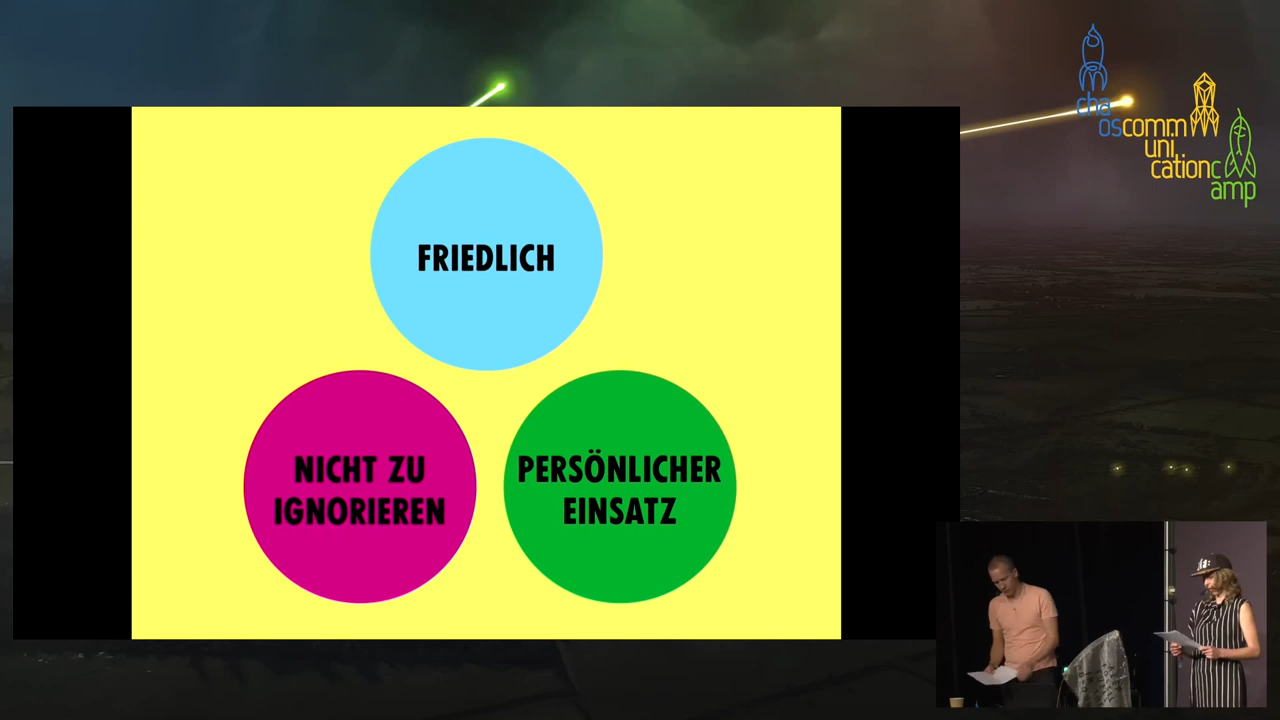 FRIEDLICH
NICHT ZU
IGNORIEREN
PERSÖNLICHER
EINSATZ
cha
oscomm
uni
cationc
amp